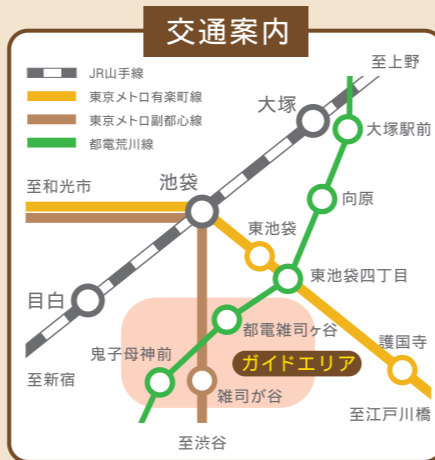 交通案内
JR山手線
東京メトロ有楽町線
東京メトロ副都心線
都電荒川線
至上野
大塚
大塚駅前
至和光市
池袋
向原
東池袋
東池袋四丁目
目白
都電雑司ヶ谷
護国寺
鬼子母神前
ガイドエリア
至新宿
雑司が谷
至江戸川橋
至渋谷